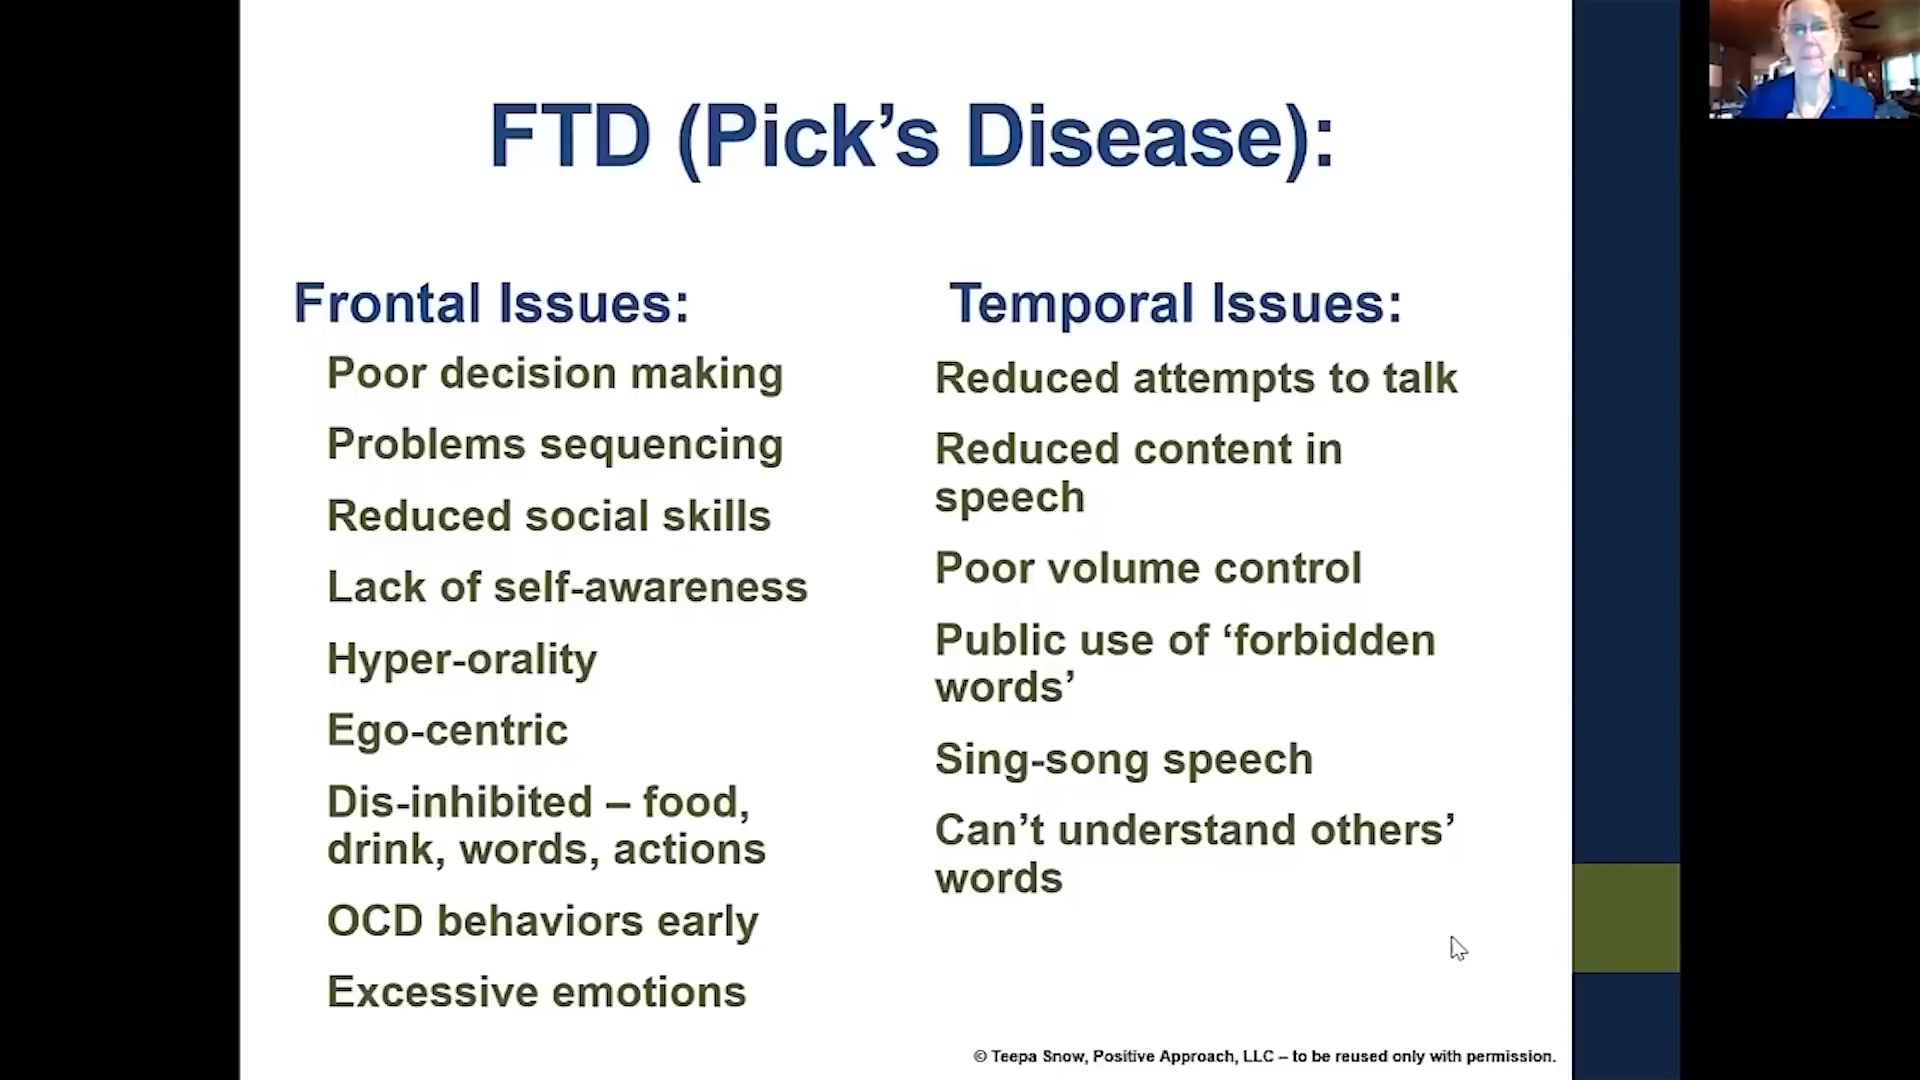 FTD (Pick’s Disease):
Frontal Issues:
Poor decision making
Problems sequencing
Reduced social skills
Lack of self-awareness
Hyper-orality
Ego-centric
Dis-inhibited – food,
drink, words, actions
OCD behaviors early
Excessive emotions
Temporal Issues:
Reduced attempts to talk
Reduced content in
speech
Poor volume control
Public use of ‘forbidden
words’
Sing-song speech
Can’t understand others’
words
© Teepa Snow, Positive Approach, LLC – to be reused only with permission.